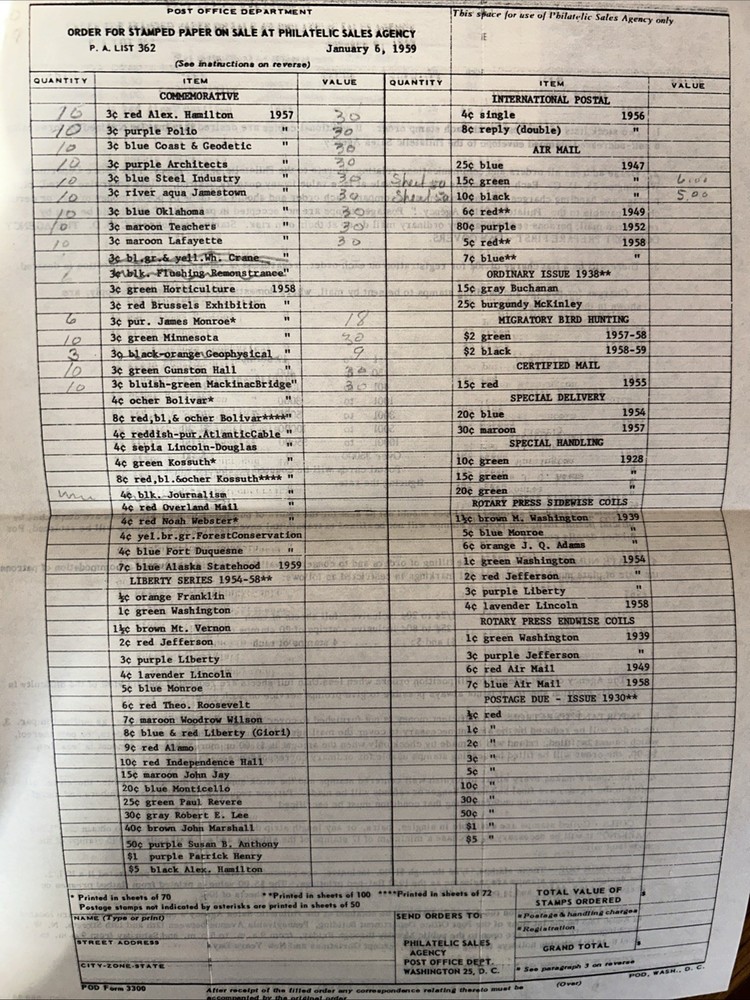 POST OFFICE DEPARTMENT
This space for use of Philatelic Sales Agency only
ORDER FOR STAMPED PAPER ON SALE AT PHILATELIC SALES AGENCY
P. A. LIST 362 January 6, 1959
(See instructions on reverse)
QUANTITY ITEM VALUE QUANTITY ITEM VALUE
COMMEMORATIVE
10 3¢ red Alex. Hamilton 1957 30
10 3¢ purple Polio " 30
10 3¢ blue Coast & Geodetic " 30
10 3¢ purple Architects " 30
10 3¢ blue Steel Industry " 30
10 3¢ river aqua Jamestown " 30
10 3¢ blue Oklahoma " 30
10 3¢ maroon Teachers " 30
10 3¢ maroon Lafayette " 30
3¢ bl.gr.& yell.Wh. Crane "
3¢ blk. Flushing Remonstrance"
3¢ green Horticulture 1958
3¢ red Brussels Exhibition "
6 3¢ pur. James Monroe* " 18
10 3¢ green Minnesota " 30
3 3¢ black-orange Geophysical " 9
10 3¢ green Gunston Hall " 30
10 3¢ bluish-green MackinacBridge" 30
4¢ ocher Bolivar* "
8¢ red,bl,& ocher Bolivar****"
4¢ reddish-pur.AtlanticCable "
4¢ sepia Lincoln-Douglas "
4¢ green Kossuth* "
8¢ red,bl.&ocher Kossuth**** "
4¢ blk. Journalism "
4¢ red Overland Mail "
4¢ red Noah Webster* "
4¢ yel.br.gr.ForestConservation
4¢ blue Fort Duquesne "
7¢ blue Alaska Statehood 1959
LIBERTY SERIES 1954-58**
½¢ orange Franklin
1¢ green Washington
1½¢ brown Mt. Vernon
2¢ red Jefferson
3¢ purple Liberty
4¢ lavender Lincoln
5¢ blue Monroe
6¢ red Theo. Roosevelt
7¢ maroon Woodrow Wilson
8¢ blue & red Liberty (Giori)
9¢ red Alamo
10¢ red Independence Hall
15¢ maroon John Jay
20¢ blue Monticello
25¢ green Paul Revere
30¢ gray Robert E. Lee
40¢ brown John Marshall
50¢ purple Susan B. Anthony
$1 purple Patrick Henry
$5 black Alex. Hamilton
INTERNATIONAL POSTAL
4¢ single 1956
8¢ reply (double) "
AIR MAIL
25¢ blue 1947
Sheet 50 15¢ green "
Sheet 50 10¢ black " 5.00
6¢ red** 1949
80¢ purple 1952
5¢ red** 1958
7¢ blue** "
ORDINARY ISSUE 1938**
15¢ gray Buchanan
25¢ burgundy McKinley
MIGRATORY BIRD HUNTING
$2 green 1957-58
$2 black 1958-59
CERTIFIED MAIL
15¢ red 1955
SPECIAL DELIVERY
20¢ blue 1954
30¢ maroon 1957
SPECIAL HANDLING
10¢ green 1928
15¢ green "
20¢ green "
ROTARY PRESS SIDEWISE COILS
1½¢ brown M. Washington 1939
5¢ blue Monroe "
6¢ orange J. Q. Adams "
1¢ green Washington 1954
2¢ red Jefferson "
3¢ purple Liberty "
4¢ lavender Lincoln 1958
ROTARY PRESS ENDWISE COILS
1¢ green Washington 1939
3¢ purple Jefferson "
6¢ red Air Mail 1949
7¢ blue Air Mail 1958
POSTAGE DUE - ISSUE 1930**
½¢ red
1¢ "
2¢ "
3¢ "
5¢ "
10¢ "
30¢ "
50¢ "
$1 "
$5 "
* Printed in sheets of 70 **Printed in sheets of 100 ****Printed in sheets of 72
Postage stamps not indicated by asterisks are printed in sheets of 50
TOTAL VALUE OF STAMPS ORDERED $
NAME (Type or print)
STREET ADDRESS
CITY-ZONE-STATE
SEND ORDERS TO:
PHILATELIC SALES
AGENCY
POST OFFICE DEPT.
WASHINGTON 25, D. C.
*Postage & handling charges
*Registration
GRAND TOTAL $
* See paragraph 3 on reverse
POD Form 3300
After receipt of the filled order any correspondence relating thereto must be
accompanied by the original order.
(Over)
POD, WASH., D. C.